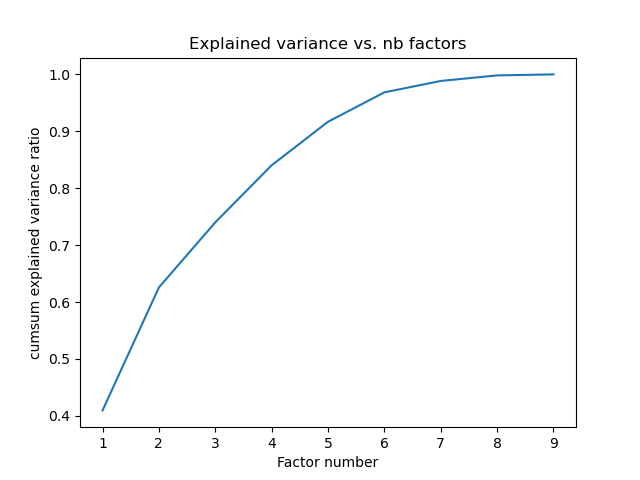 Explained variance vs. nb factors
1.0
0.9
0.8
0.7
0.6
0.5
0.4
cumsum explained variance ratio
1 2 3 4 5 6 7 8 9
Factor number